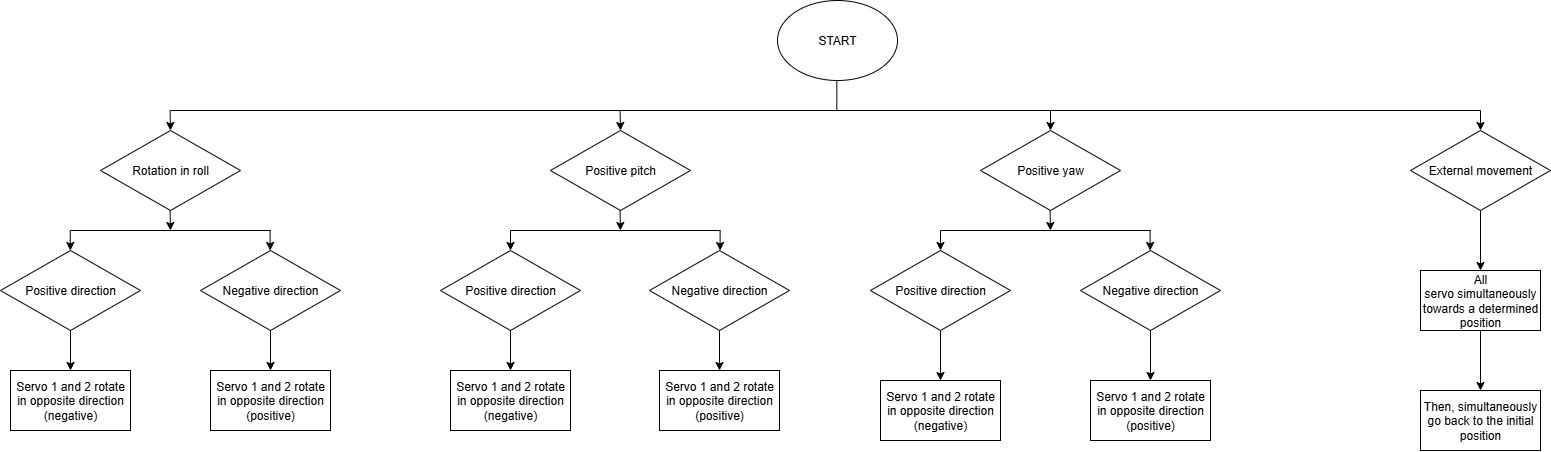 START
Rotation in roll
Positive pitch
Positive yaw
External movement
Positive direction
Negative direction
Positive direction
Negative direction
Positive direction
Negative direction
All
servo simultaneously
towards a determined
position
Servo 1 and 2 rotate
in opposite direction
(negative)
Servo 1 and 2 rotate
in opposite direction
(positive)
Servo 1 and 2 rotate
in opposite direction
(negative)
Servo 1 and 2 rotate
in opposite direction
(positive)
Servo 1 and 2 rotate
in opposite direction
(negative)
Servo 1 and 2 rotate
in opposite direction
(positive)
Then, simultaneously
go back to the initial
position